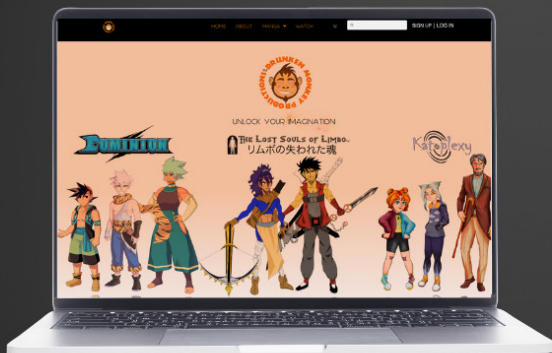 HOME ABOUT MANGA WATCH SIGN UP | LOG IN
DRUNKEN MONKEY PRODUCTIONS
UNLOCK YOUR IMAGINATION
DOMINION
THE LOST SOULS OF LIMBO
リムボの失われた魂
Kataplexy